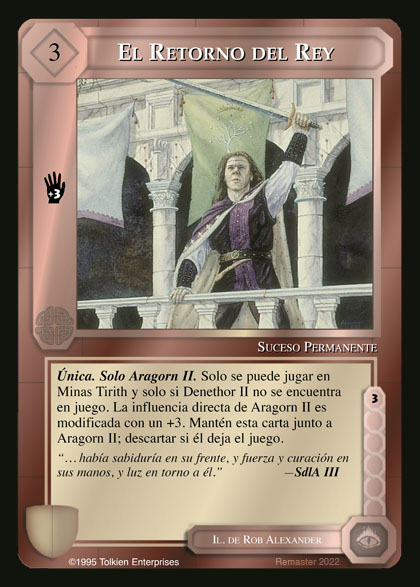 3
El Retorno del Rey
+3
Suceso Permanente
Única. Solo Aragorn II. Solo se puede jugar en
Minas Tirith y solo si Denethor II no se encuentra
en juego. La influencia directa de Aragorn II es
modificada con un +3. Mantén esta carta junto a
Aragorn II; descartar si él deja el juego.
“… había sabiduría en su frente, y fuerza y curación en
sus manos, y luz en torno a él.” —SdlA III
3
Il. de Rob Alexander
©1995 Tolkien Enterprises
Remaster 2022